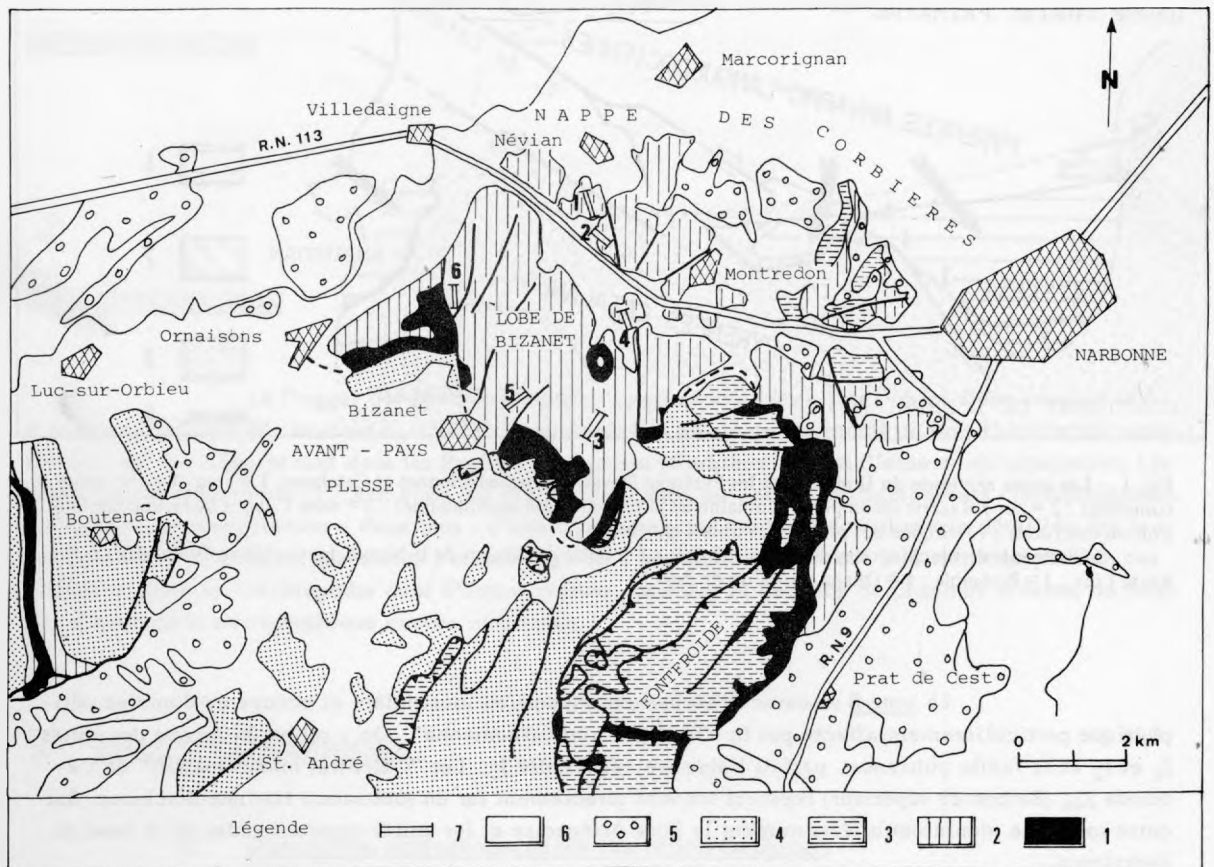 Marcorignan
N
Villedaigne
NAPPE DES CORBIERES
R.N. 113
Névian
1
2
Montredon
6
LOBE DE
BIZANET
4
Ornaisons
NARBONNE
Luc-sur-Orbieu
Bizanet
5
3
AVANT-PAYS
PLISSE
Boutenac
FONTFROIDE
R.N. 9
Prat de Cest
St. André
0 2 km
Légende 7 6 5 4 3 2 1